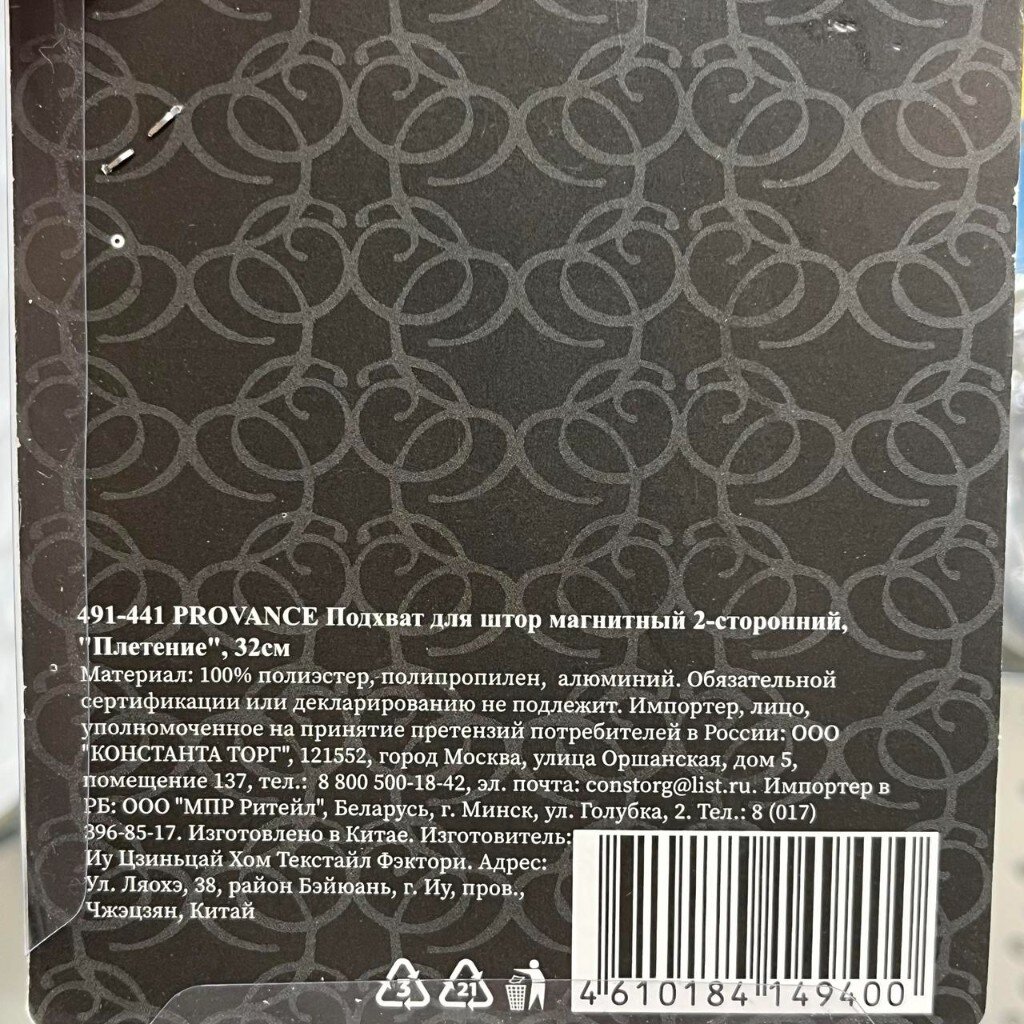 491-441 PROVANCE Подхват для штор магнитный 2-сторонний,
"Плетение", 32см
Материал: 100% полиэстер, полипропилен, алюминий. Обязательной
сертификации или декларированию не подлежит. Импортер, лицо,
уполномоченное на принятие претензий потребителей в России: ООО
"КОНСТАНТА ТОРГ", 121552, город Москва, улица Оршанская, дом 5,
помещение 137, тел.: 8 800 500-18-42, эл. почта: constorg@list.ru. Импортер в
РБ: ООО "МПР Ритейл", Беларусь, г. Минск, ул. Голубка, 2. Тел.: 8 (017)
396-85-17. Изготовлено в Китае. Изготовитель:
Иу Цзиньцай Хом Текстайл Фэктори. Адрес:
Ул. Ляохэ, 38, район Бэйюань, г. Иу, пров.,
Чжэцзян, Китай
3 21
4 610184 149400